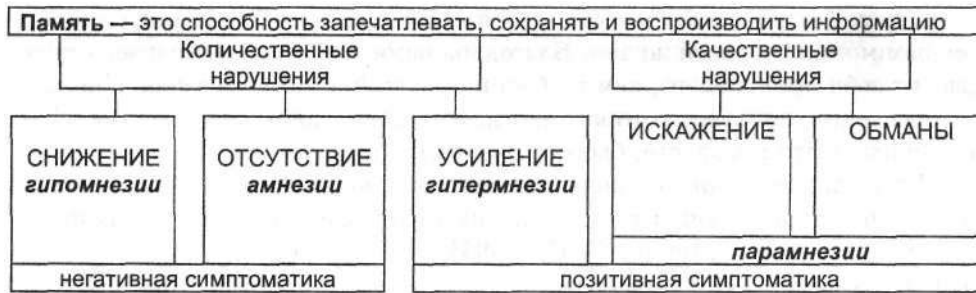 Память — это способность запечатлевать, сохранять и воспроизводить информацию
Количественные нарушения
Качественные нарушения
СНИЖЕНИЕ
гипомнезии
ОТСУТСТВИЕ
амнезии
УСИЛЕНИЕ
гипермнезии
ИСКАЖЕНИЕ
ОБМАНЫ
парамнезии
негативная симптоматика
позитивная симптоматика